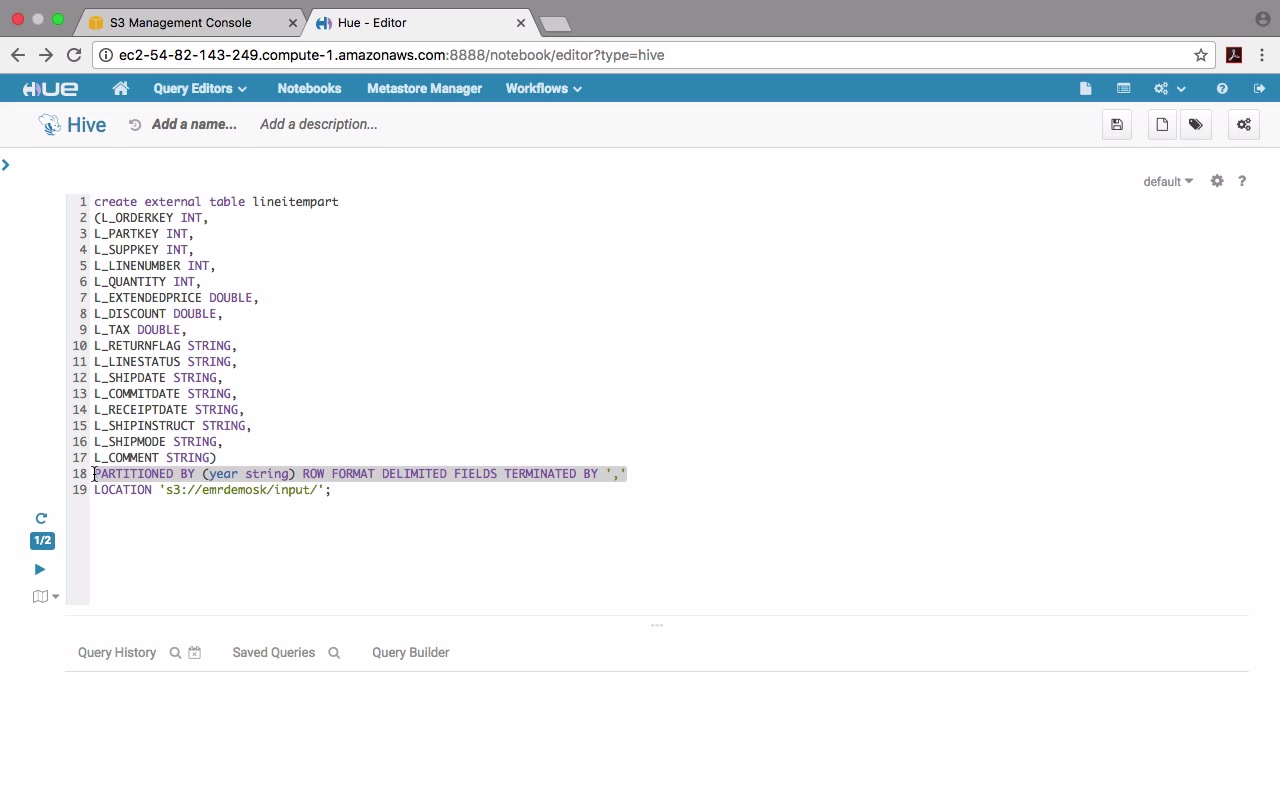 S3 Management Console
Hue - Editor
ec2-54-82-143-249.compute-1.amazonaws.com:8888/notebook/editor?type=hive
HUE Query Editors Notebooks Metastore Manager Workflows ?
Hive Add a name... Add a description...
default ?
1 create external table lineitempart
2 (L_ORDERKEY INT,
3 L_PARTKEY INT,
4 L_SUPPKEY INT,
5 L_LINENUMBER INT,
6 L_QUANTITY INT,
7 L_EXTENDEDPRICE DOUBLE,
8 L_DISCOUNT DOUBLE,
9 L_TAX DOUBLE,
10 L_RETURNFLAG STRING,
11 L_LINESTATUS STRING,
12 L_SHIPDATE STRING,
13 L_COMMITDATE STRING,
14 L_RECEIPTDATE STRING,
15 L_SHIPINSTRUCT STRING,
16 L_SHIPMODE STRING,
17 L_COMMENT STRING)
18 PARTITIONED BY (year string) ROW FORMAT DELIMITED FIELDS TERMINATED BY ','
19 LOCATION 's3://emrdemosk/input/';
1/2
Query History Saved Queries Query Builder